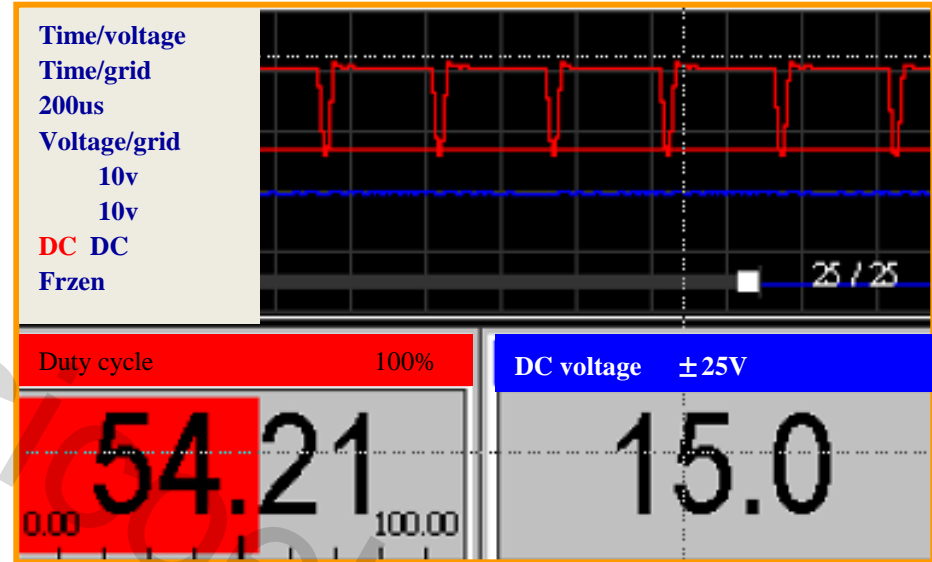 Time/voltage
Time/grid
200us
Voltage/grid
10v
10v
DC DC
Frzen
25 / 25
Duty cycle 100%
DC voltage ±25V
54.21
0.00 100.00
15.0